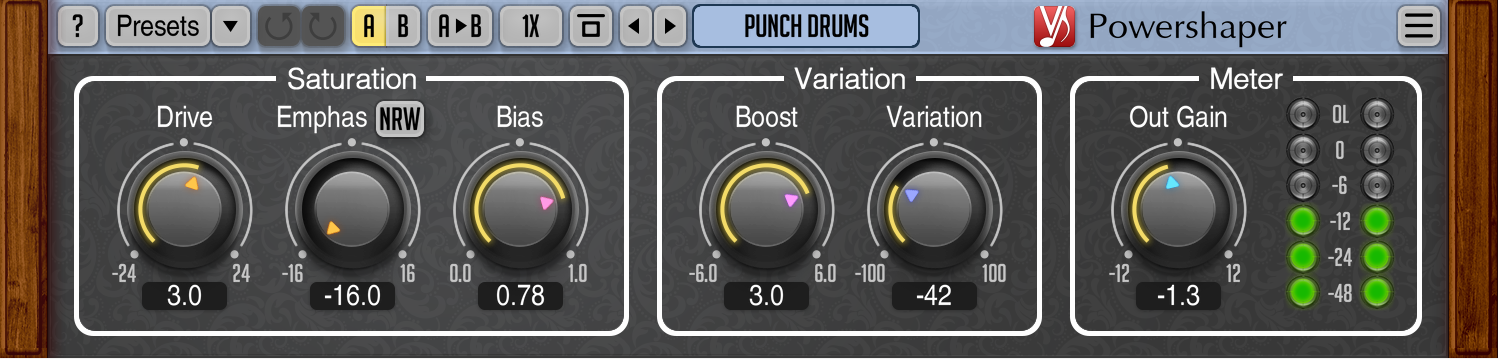 ? Presets A B A▶B 1X PUNCH DRUMS Powershaper
Saturation Variation Meter
Drive Emphas NRW Bias Boost Variation Out Gain
OL
0
-6
-12
-24
-48
-24 24 -16 16 0.0 1.0 -6.0 6.0 -100 100 -12 12
3.0 -16.0 0.78 3.0 -42 -1.3